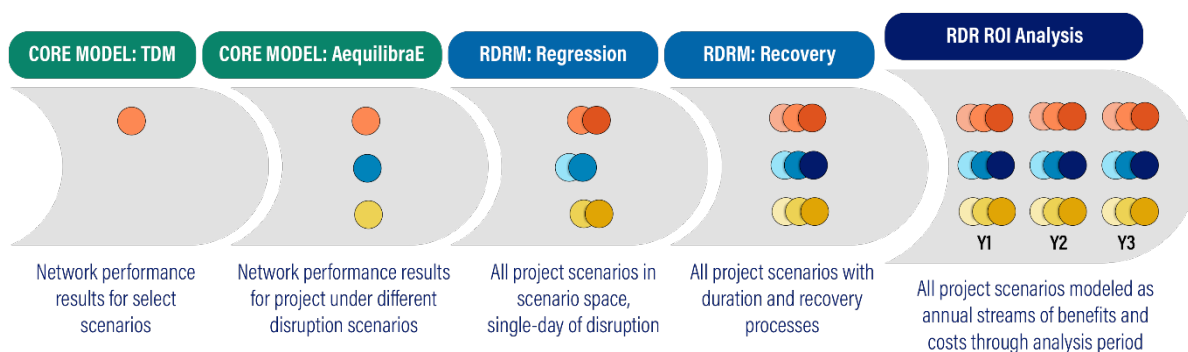 CORE MODEL: TDM
CORE MODEL: AequilibraE
RDRM: Regression
RDRM: Recovery
RDR ROI Analysis
Y1
Y2
Y3
Network performance
results for select
scenarios
Network performance results
for project under different
disruption scenarios
All project scenarios in
scenario space,
single-day of disruption
All project scenarios with
duration and recovery
processes
All project scenarios modeled as
annual streams of benefits and
costs through analysis period